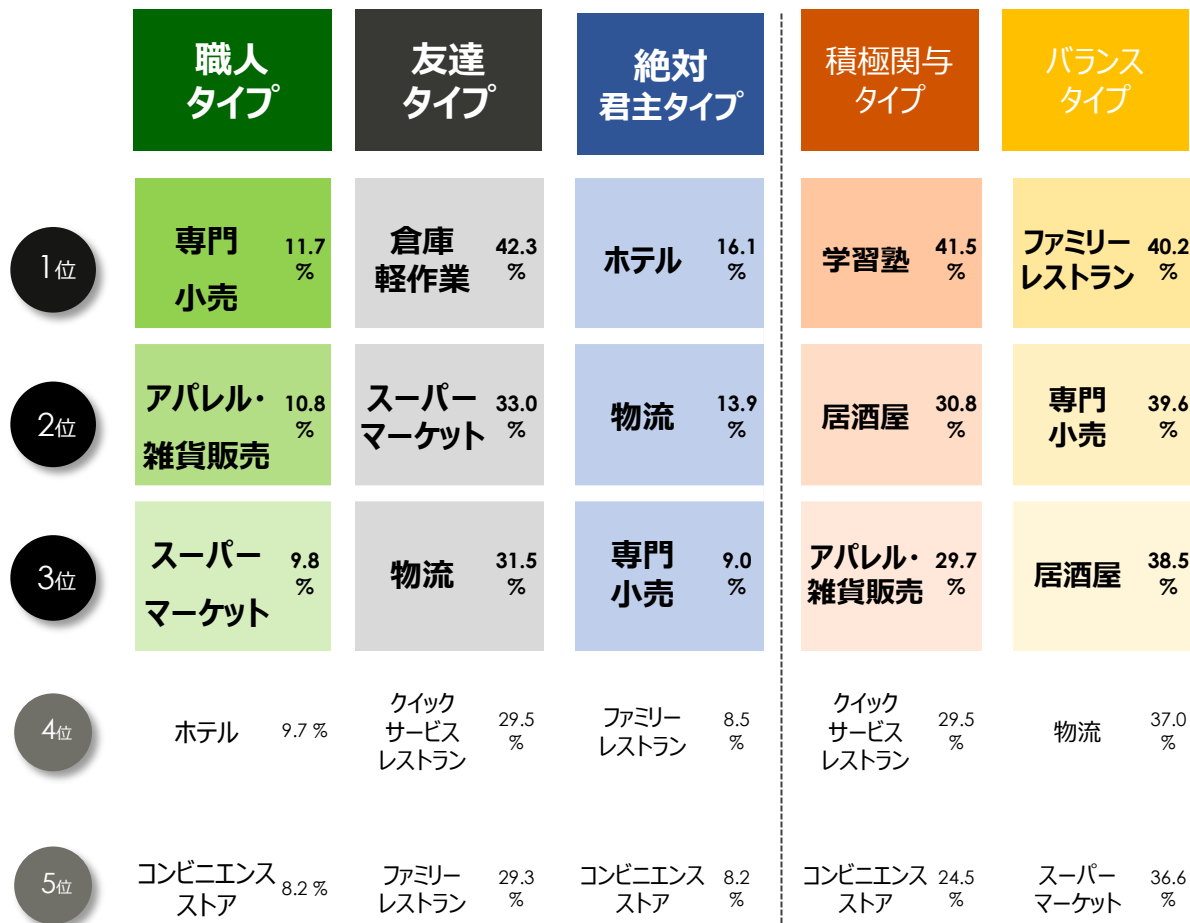 職人
タイプ
友達
タイプ
絶対
君主タイプ
積極関与
タイプ
バランス
タイプ
1位
専門
小売
11.7
%
倉庫
軽作業
42.3
%
ホテル
16.1
%
学習塾
41.5
%
ファミリー
レストラン
40.2
%
2位
アパレル・
雑貨販売
10.8
%
スーパー
マーケット
33.0
%
物流
13.9
%
居酒屋
30.8
%
専門
小売
39.6
%
3位
スーパー
マーケット
9.8
%
物流
31.5
%
専門
小売
9.0
%
アパレル・
雑貨販売
29.7
%
居酒屋
38.5
%
4位
ホテル
9.7 %
クイック
サービス
レストラン
29.5
%
ファミリー
レストラン
8.5
%
クイック
サービス
レストラン
29.5
%
物流
37.0
%
5位
コンビニエンス
ストア
8.2 %
ファミリー
レストラン
29.3
%
コンビニエンス
ストア
8.2
%
コンビニエンス
ストア
24.5
%
スーパー
マーケット
36.6
%